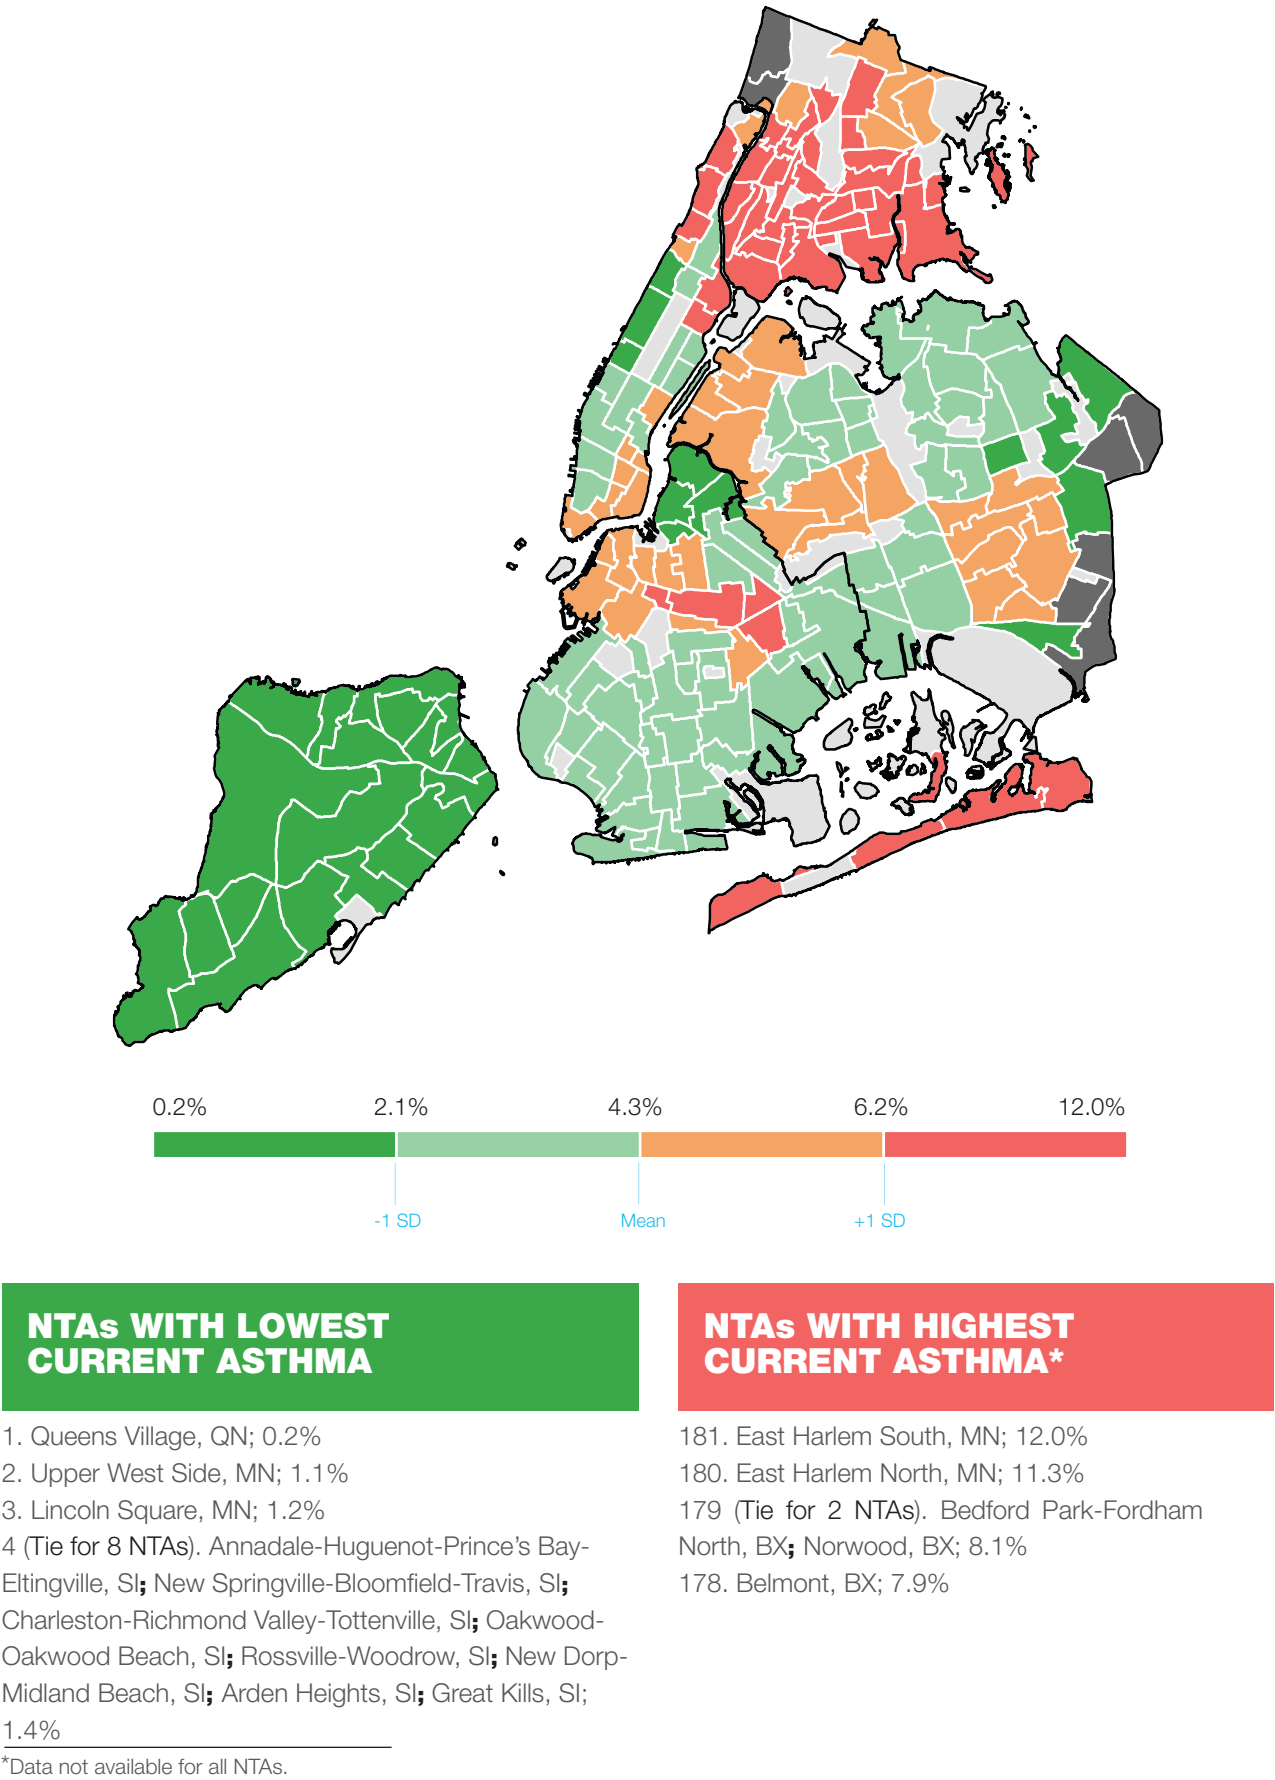 0.2%
2.1%
4.3%
6.2%
12.0%
-1 SD
Mean
+1 SD
NTAs WITH LOWEST
CURRENT ASTHMA
1. Queens Village, QN; 0.2%
2. Upper West Side, MN; 1.1%
3. Lincoln Square, MN; 1.2%
4 (Tie for 8 NTAs). Annadale-Huguenot-Prince’s Bay-
Eltingville, SI; New Springville-Bloomfield-Travis, SI;
Charleston-Richmond Valley-Tottenville, SI; Oakwood-
Oakwood Beach, SI; Rossville-Woodrow, SI; New Dorp-
Midland Beach, SI; Arden Heights, SI; Great Kills, SI;
1.4%
*Data not available for all NTAs.
NTAs WITH HIGHEST
CURRENT ASTHMA*
181. East Harlem South, MN; 12.0%
180. East Harlem North, MN; 11.3%
179 (Tie for 2 NTAs). Bedford Park-Fordham
North, BX; Norwood, BX; 8.1%
178. Belmont, BX; 7.9%